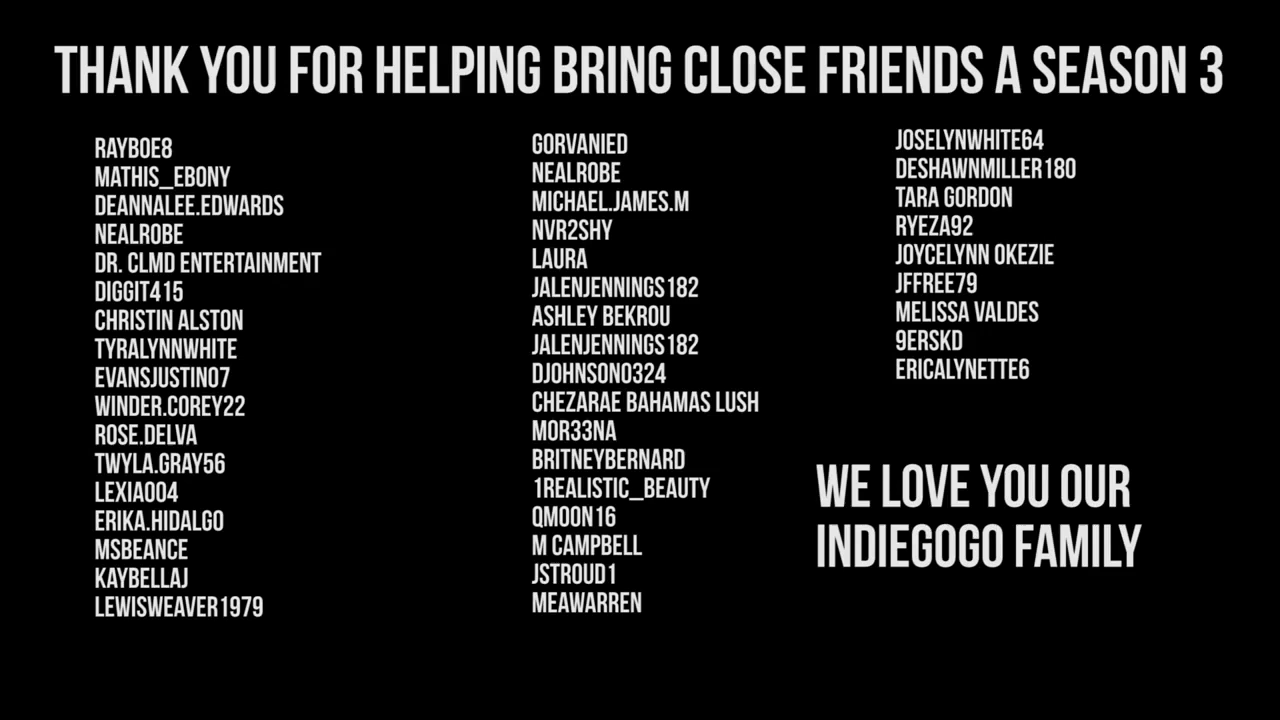 THANK YOU FOR HELPING BRING CLOSE FRIENDS A SEASON 3
RAYBOE8
MATHIS_EBONY
DEANNALEE.EDWARDS
NEALROBE
DR. CLMD ENTERTAINMENT
DIGGIT415
CHRISTIN ALSTON
TYRALYNNWHITE
EVANSJUSTIN07
WINDER.COREY22
ROSE.DELVA
TWYLA.GRAY56
LEXIA004
ERIKA.HIDALGO
MSBEANCE
KAYBELLAJ
LEWISWEAVER1979
GORVANIED
NEALROBE
MICHAEL.JAMES.M
NVR2SHY
LAURA
JALENJENNINGS182
ASHLEY BEKROU
JALENJENNINGS182
DJOHNSON0324
CHEZARAE BAHAMAS LUSH
MOR33NA
BRITNEYBERNARD
1REALISTIC_BEAUTY
QMOON16
M CAMPBELL
JSTROUD1
MEAWARREN
JOSELYNWHITE64
DESHAWNMILLER180
TARA GORDON
RYEZA92
JOYCELYNN OKEZIE
JFFREE79
MELISSA VALDES
9ERSKD
ERICALYNETTE6
WE LOVE YOU OUR
INDIEGOGO FAMILY